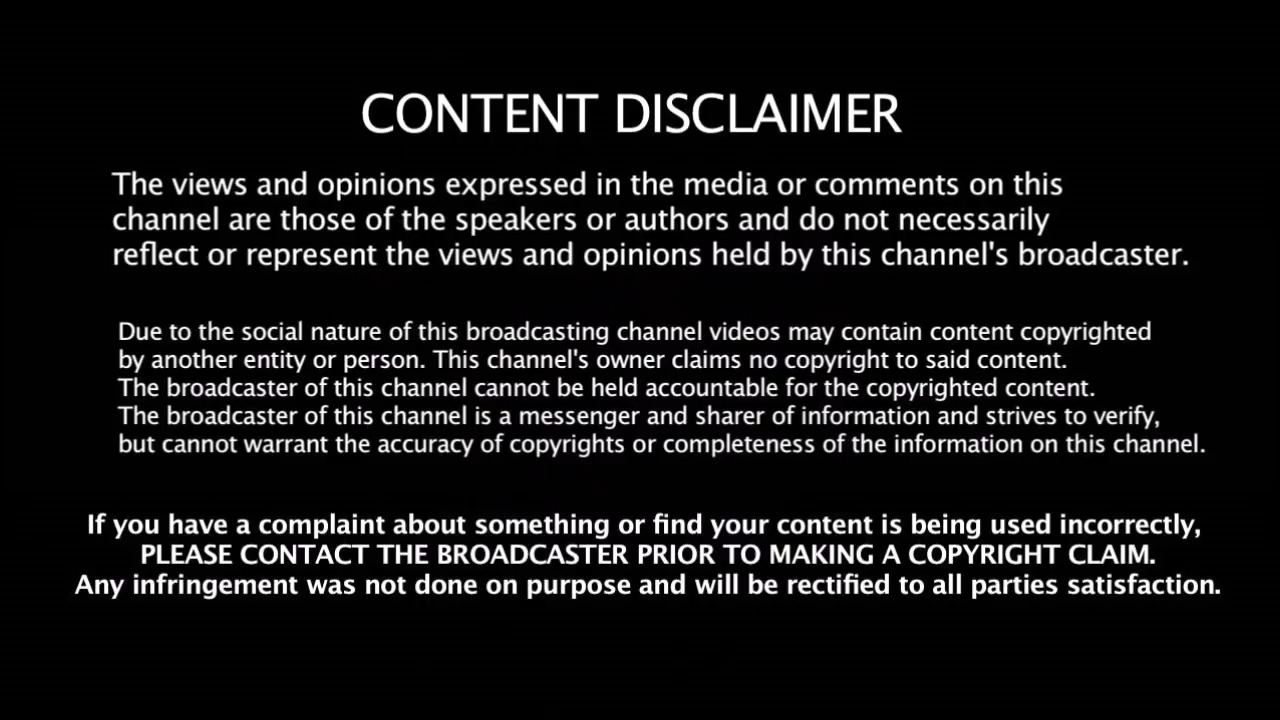 CONTENT DISCLAIMER
The views and opinions expressed in the media or comments on this
channel are those of the speakers or authors and do not necessarily
reflect or represent the views and opinions held by this channel's broadcaster.
Due to the social nature of this broadcasting channel videos may contain content copyrighted
by another entity or person. This channel's owner claims no copyright to said content.
The broadcaster of this channel cannot be held accountable for the copyrighted content.
The broadcaster of this channel is a messenger and sharer of information and strives to verify,
but cannot warrant the accuracy of copyrights or completeness of the information on this channel.
If you have a complaint about something or find your content is being used incorrectly,
PLEASE CONTACT THE BROADCASTER PRIOR TO MAKING A COPYRIGHT CLAIM.
Any infringement was not done on purpose and will be rectified to all parties satisfaction.